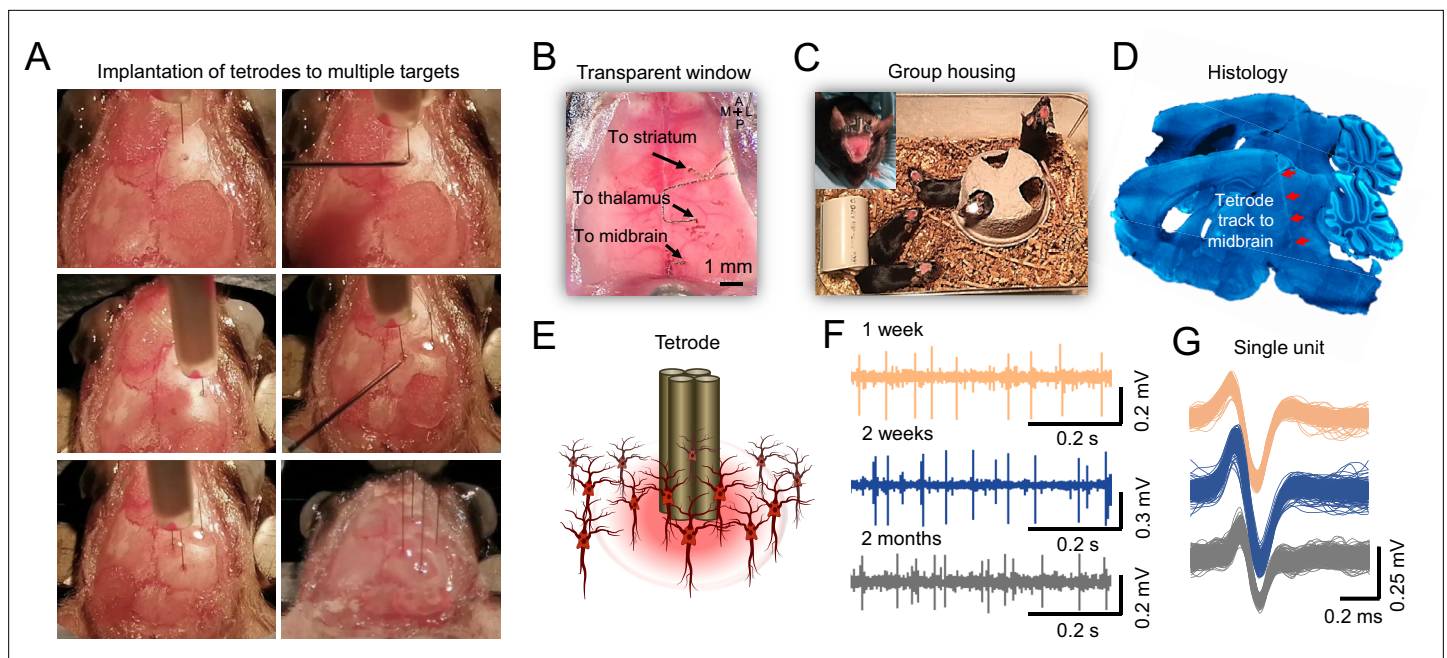 A
Implantation of tetrodes to multiple targets
B
Transparent window
A
M L
P
To striatum
To thalamus
To midbrain
1 mm
C
Group housing
D
Histology
Tetrode
track to
midbrain
E
Tetrode
F
1 week
0.2 mV
0.2 s
2 weeks
0.3 mV
0.2 s
2 months
0.2 mV
0.2 s
G
Single unit
0.25 mV
0.2 ms